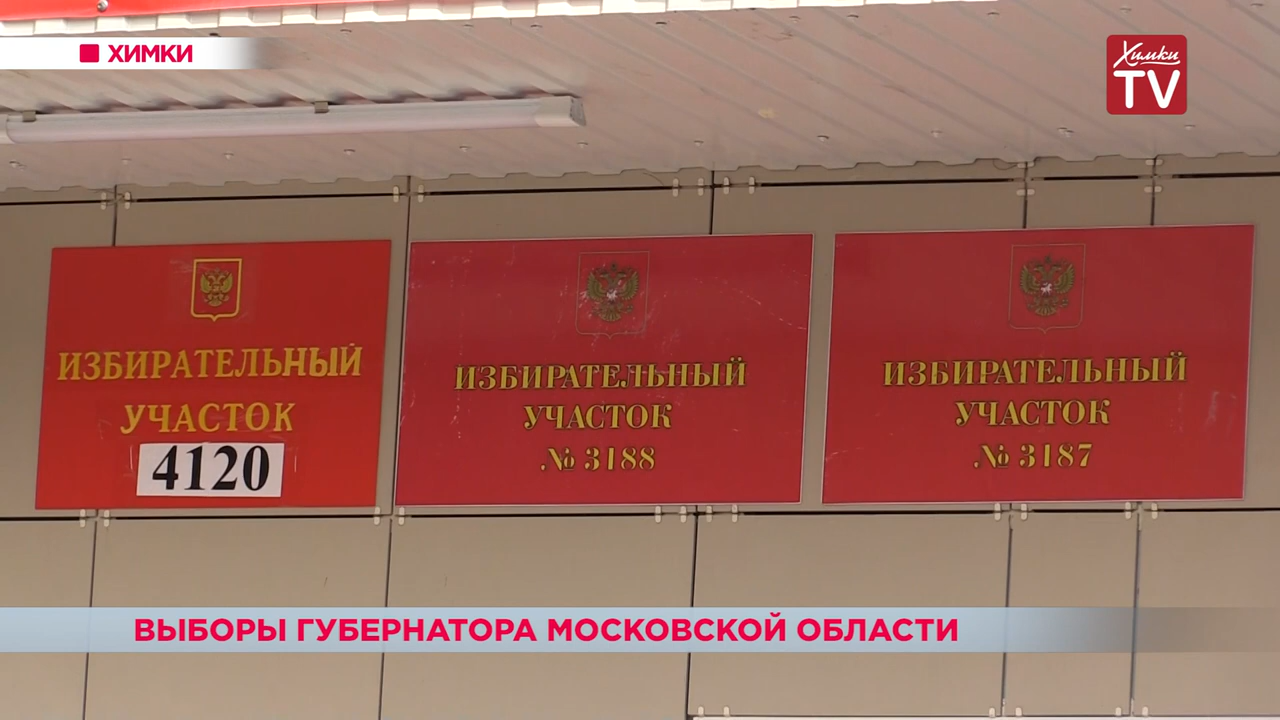 ХИМКИ
Химки
TV
ИЗБИРАТЕЛЬНЫЙ
УЧАСТОК
4120
ИЗБИРАТЕЛЬНЫЙ
УЧАСТОК
№ 3188
ИЗБИРАТЕЛЬНЫЙ
УЧАСТОК
№ 3187
ВЫБОРЫ ГУБЕРНАТОРА МОСКОВСКОЙ ОБЛАСТИ